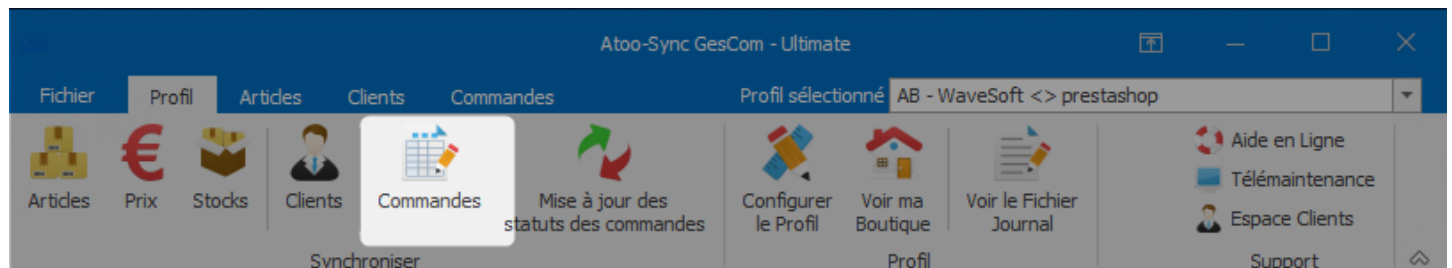 Atoo-Sync GesCom - Ultimate
Fichier Profil Articles Clients Commandes Profil sélectionné AB - WaveSoft <> prestashop
Articles Prix Stocks Clients Commandes
Mise à jour des
statuts des commandes
Configurer
le Profil
Voir ma
Boutique
Voir le Fichier
Journal
Aide en Ligne
Télémaintenance
Espace Clients
Synchroniser Profil Support